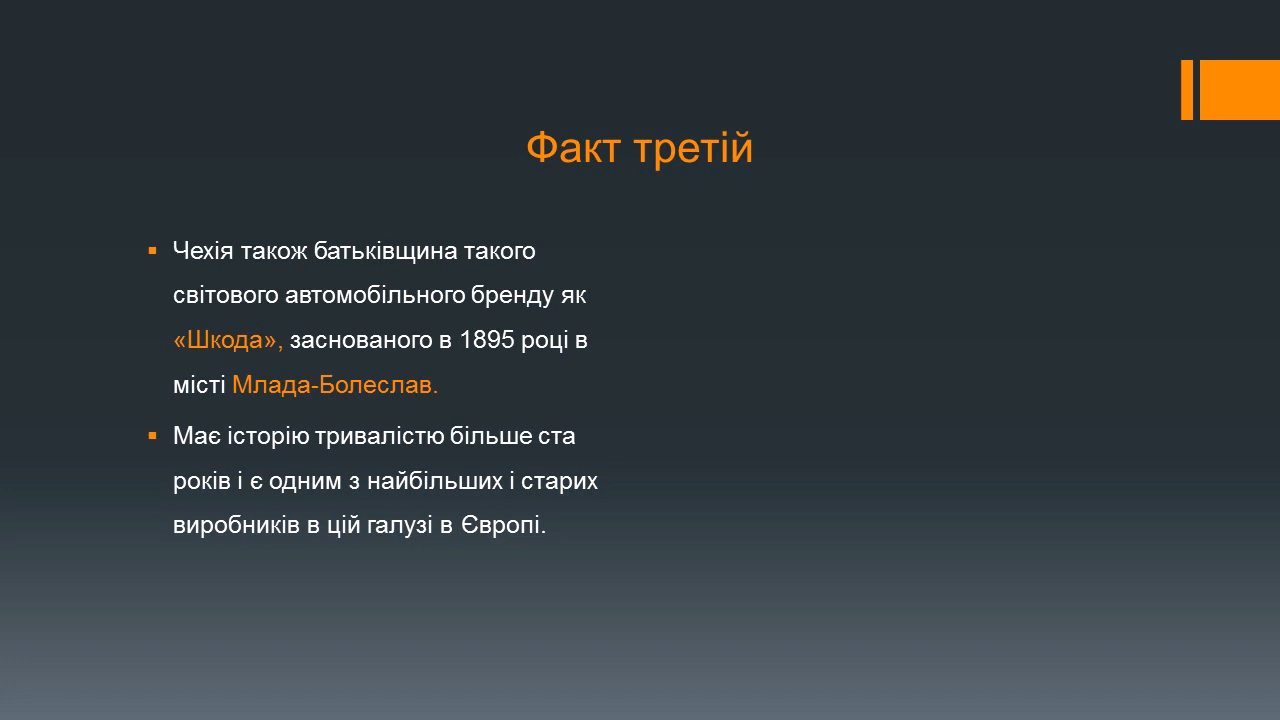 Факт третій
Чехія також батьківщина такого
світового автомобільного бренду як
«Шкода», заснованого в 1895 році в
місті Млада-Болеслав.
Має історію тривалістю більше ста
років і є одним з найбільших і старих
виробників в цій галузі в Європі.